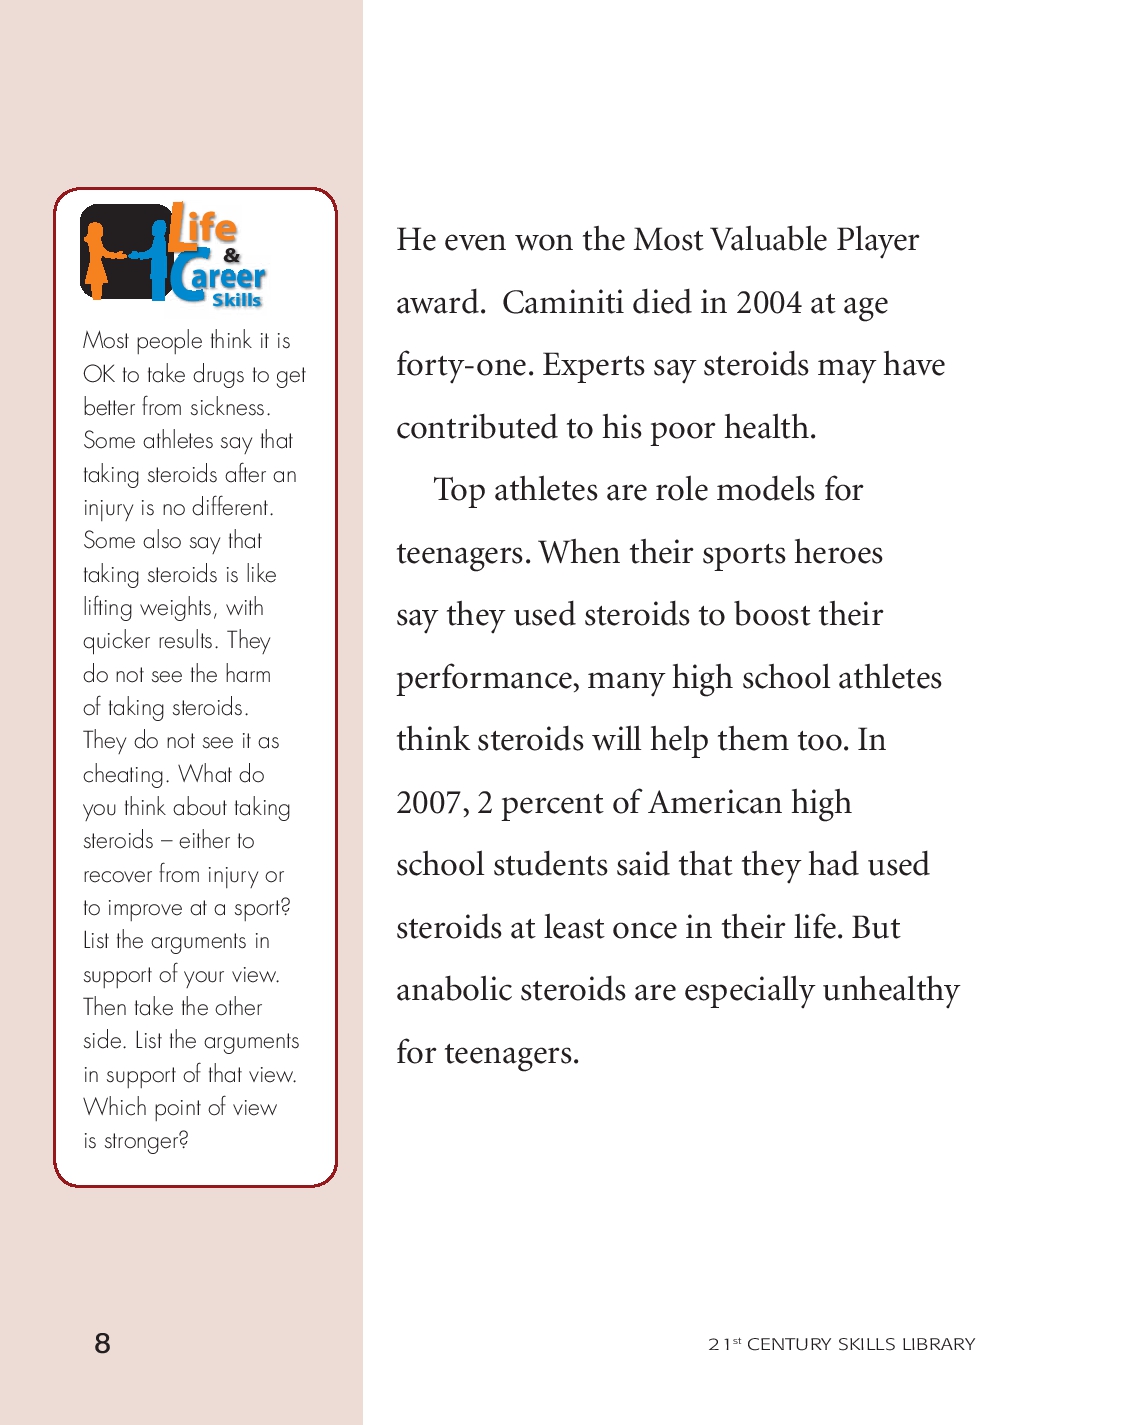 Life
&
Career
Skills
Most people think it is
OK to take drugs to get
better from sickness.
Some athletes say that
taking steroids after an
injury is no different.
Some also say that
taking steroids is like
lifting weights, with
quicker results. They
do not see the harm
of taking steroids.
They do not see it as
cheating. What do
you think about taking
steroids – either to
recover from injury or
to improve at a sport?
List the arguments in
support of your view.
Then take the other
side. List the arguments
in support of that view.
Which point of view
is stronger?
He even won the Most Valuable Player
award.  Caminiti died in 2004 at age
forty-one. Experts say steroids may have
contributed to his poor health.
Top athletes are role models for
teenagers. When their sports heroes
say they used steroids to boost their
performance, many high school athletes
think steroids will help them too. In
2007, 2 percent of American high
school students said that they had used
steroids at least once in their life. But
anabolic steroids are especially unhealthy
for teenagers.
8
21st CENTURY SKILLS LIBRARY